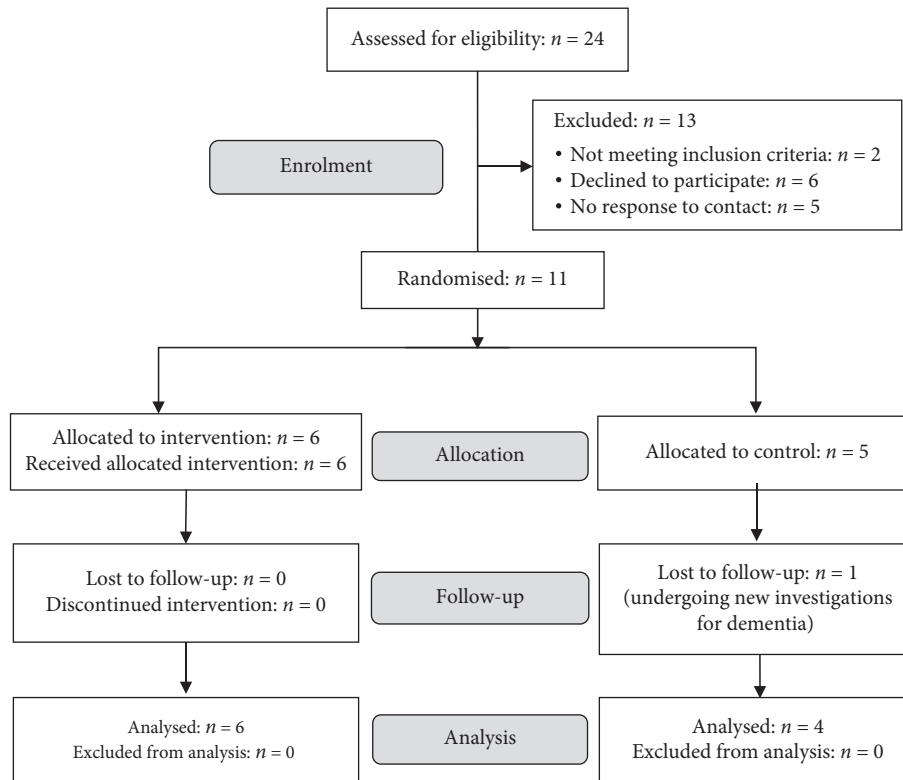 Assessed for eligibility: n = 24
Excluded: n = 13
• Not meeting inclusion criteria: n = 2
• Declined to participate: n = 6
• No response to contact: n = 5
Enrolment
Randomised: n = 11
Allocated to intervention: n = 6
Received allocated intervention: n = 6
Allocation
Allocated to control: n = 5
Lost to follow-up: n = 0
Discontinued intervention: n = 0
Follow-up
Lost to follow-up: n = 1
(undergoing new investigations
for dementia)
Analysed: n = 6
Excluded from analysis: n = 0
Analysis
Analysed: n = 4
Excluded from analysis: n = 0